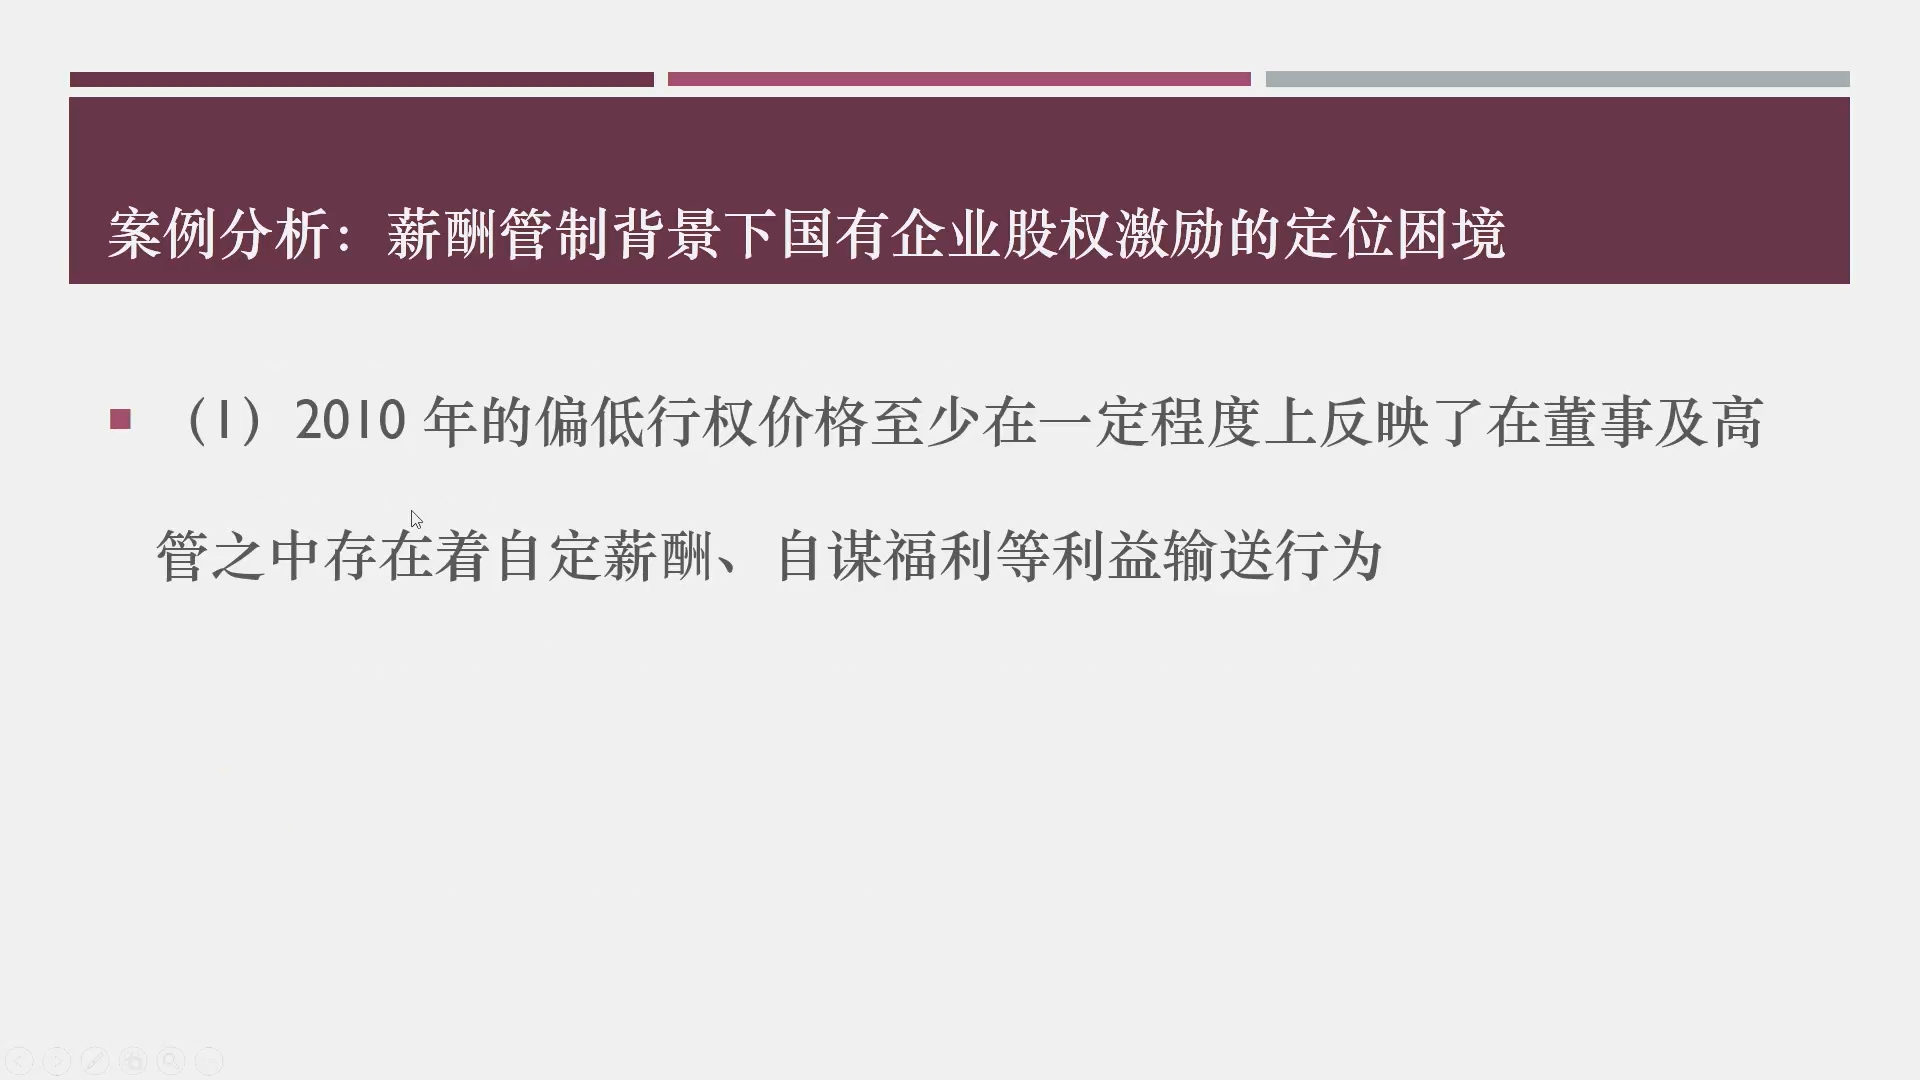 案例分析：薪酬管制背景下国有企业股权激励的定位困境
（1）2010 年的偏低行权价格至少在一定程度上反映了在董事及高
管之中存在着自定薪酬、自谋福利等利益输送行为